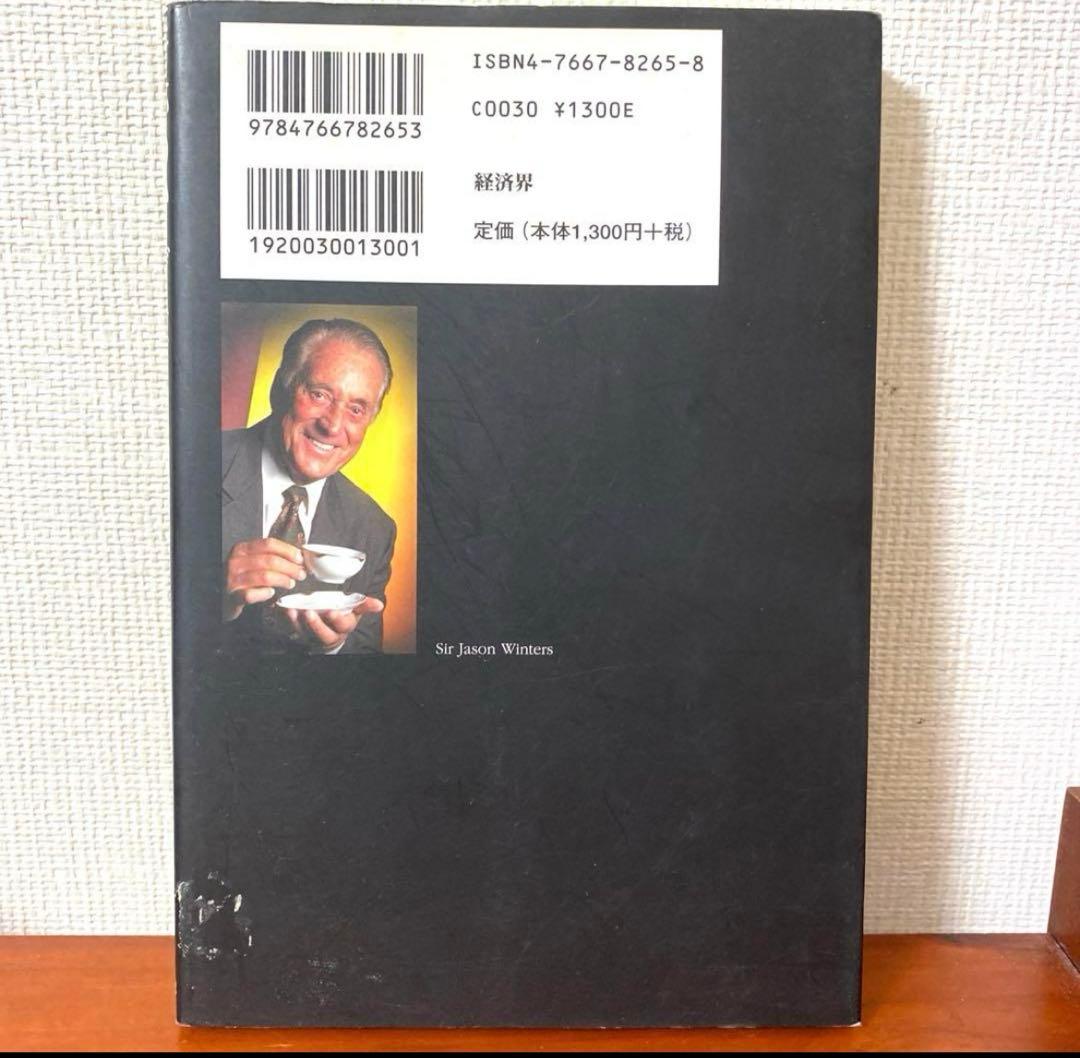 ISBN4-7667-8265-8
C0030 ¥1300E
9784766782653
経済界
定価（本体1,300円＋税）
1920030013001
Sir Jason Winters